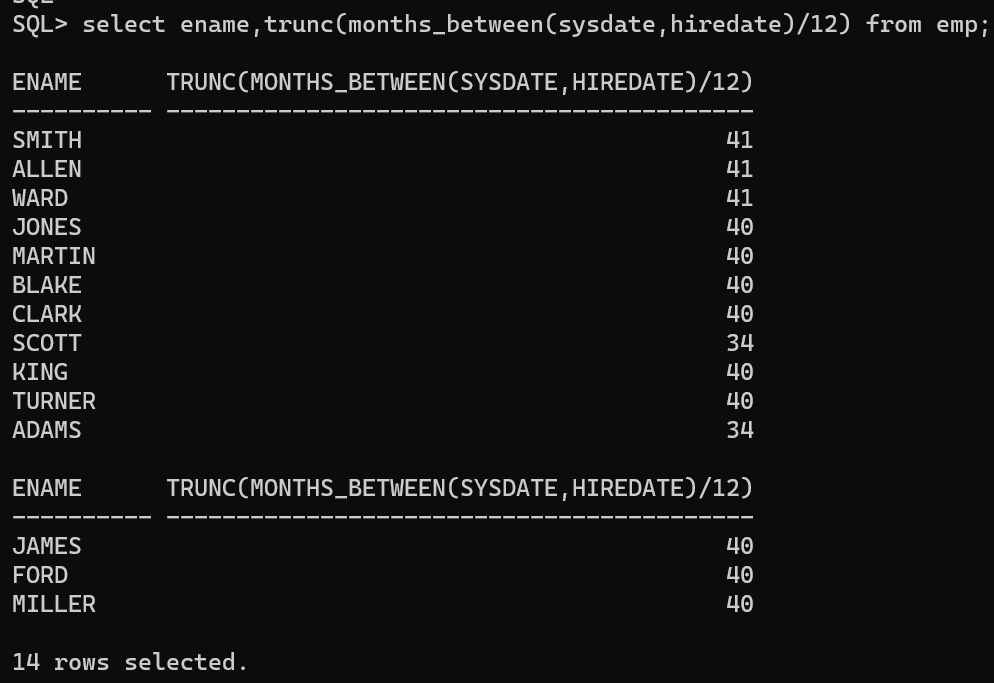 SQL> select ename,trunc(months_between(sysdate,hiredate)/12) from emp;
ENAME      TRUNC(MONTHS_BETWEEN(SYSDATE,HIREDATE)/12)
---------- ------------------------------------------
SMITH                                              41
ALLEN                                              41
WARD                                               41
JONES                                              40
MARTIN                                             40
BLAKE                                              40
CLARK                                              40
SCOTT                                              34
KING                                               40
TURNER                                             40
ADAMS                                              34
ENAME      TRUNC(MONTHS_BETWEEN(SYSDATE,HIREDATE)/12)
---------- ------------------------------------------
JAMES                                              40
FORD                                               40
MILLER                                             40
14 rows selected.